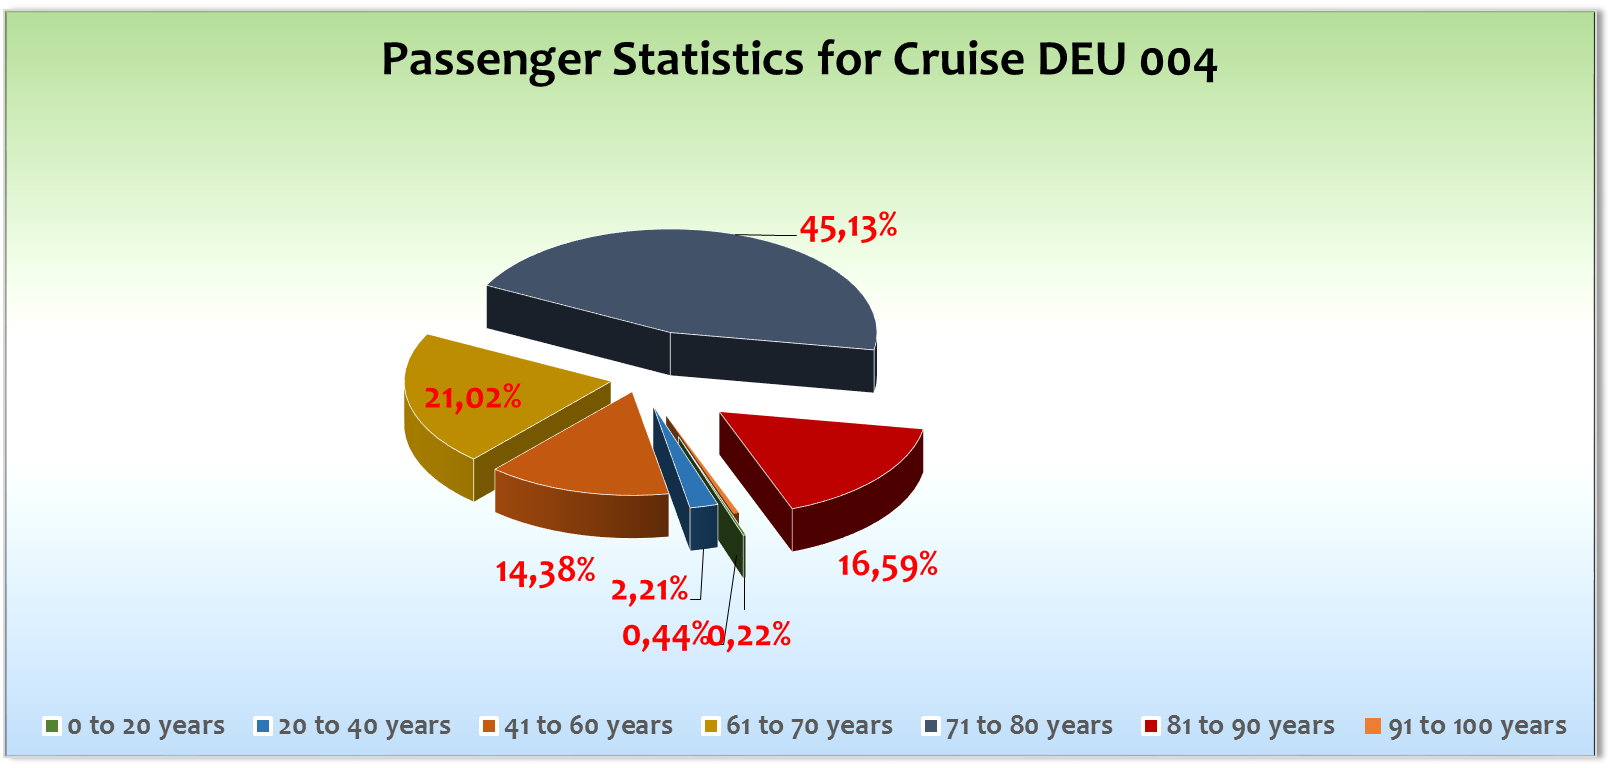 Passenger Statistics for Cruise DEU 004
45,13%
21,02%
14,38%
16,59%
2,21%
0,44%
0,22%
0 to 20 years
20 to 40 years
41 to 60 years
61 to 70 years
71 to 80 years
81 to 90 years
91 to 100 years